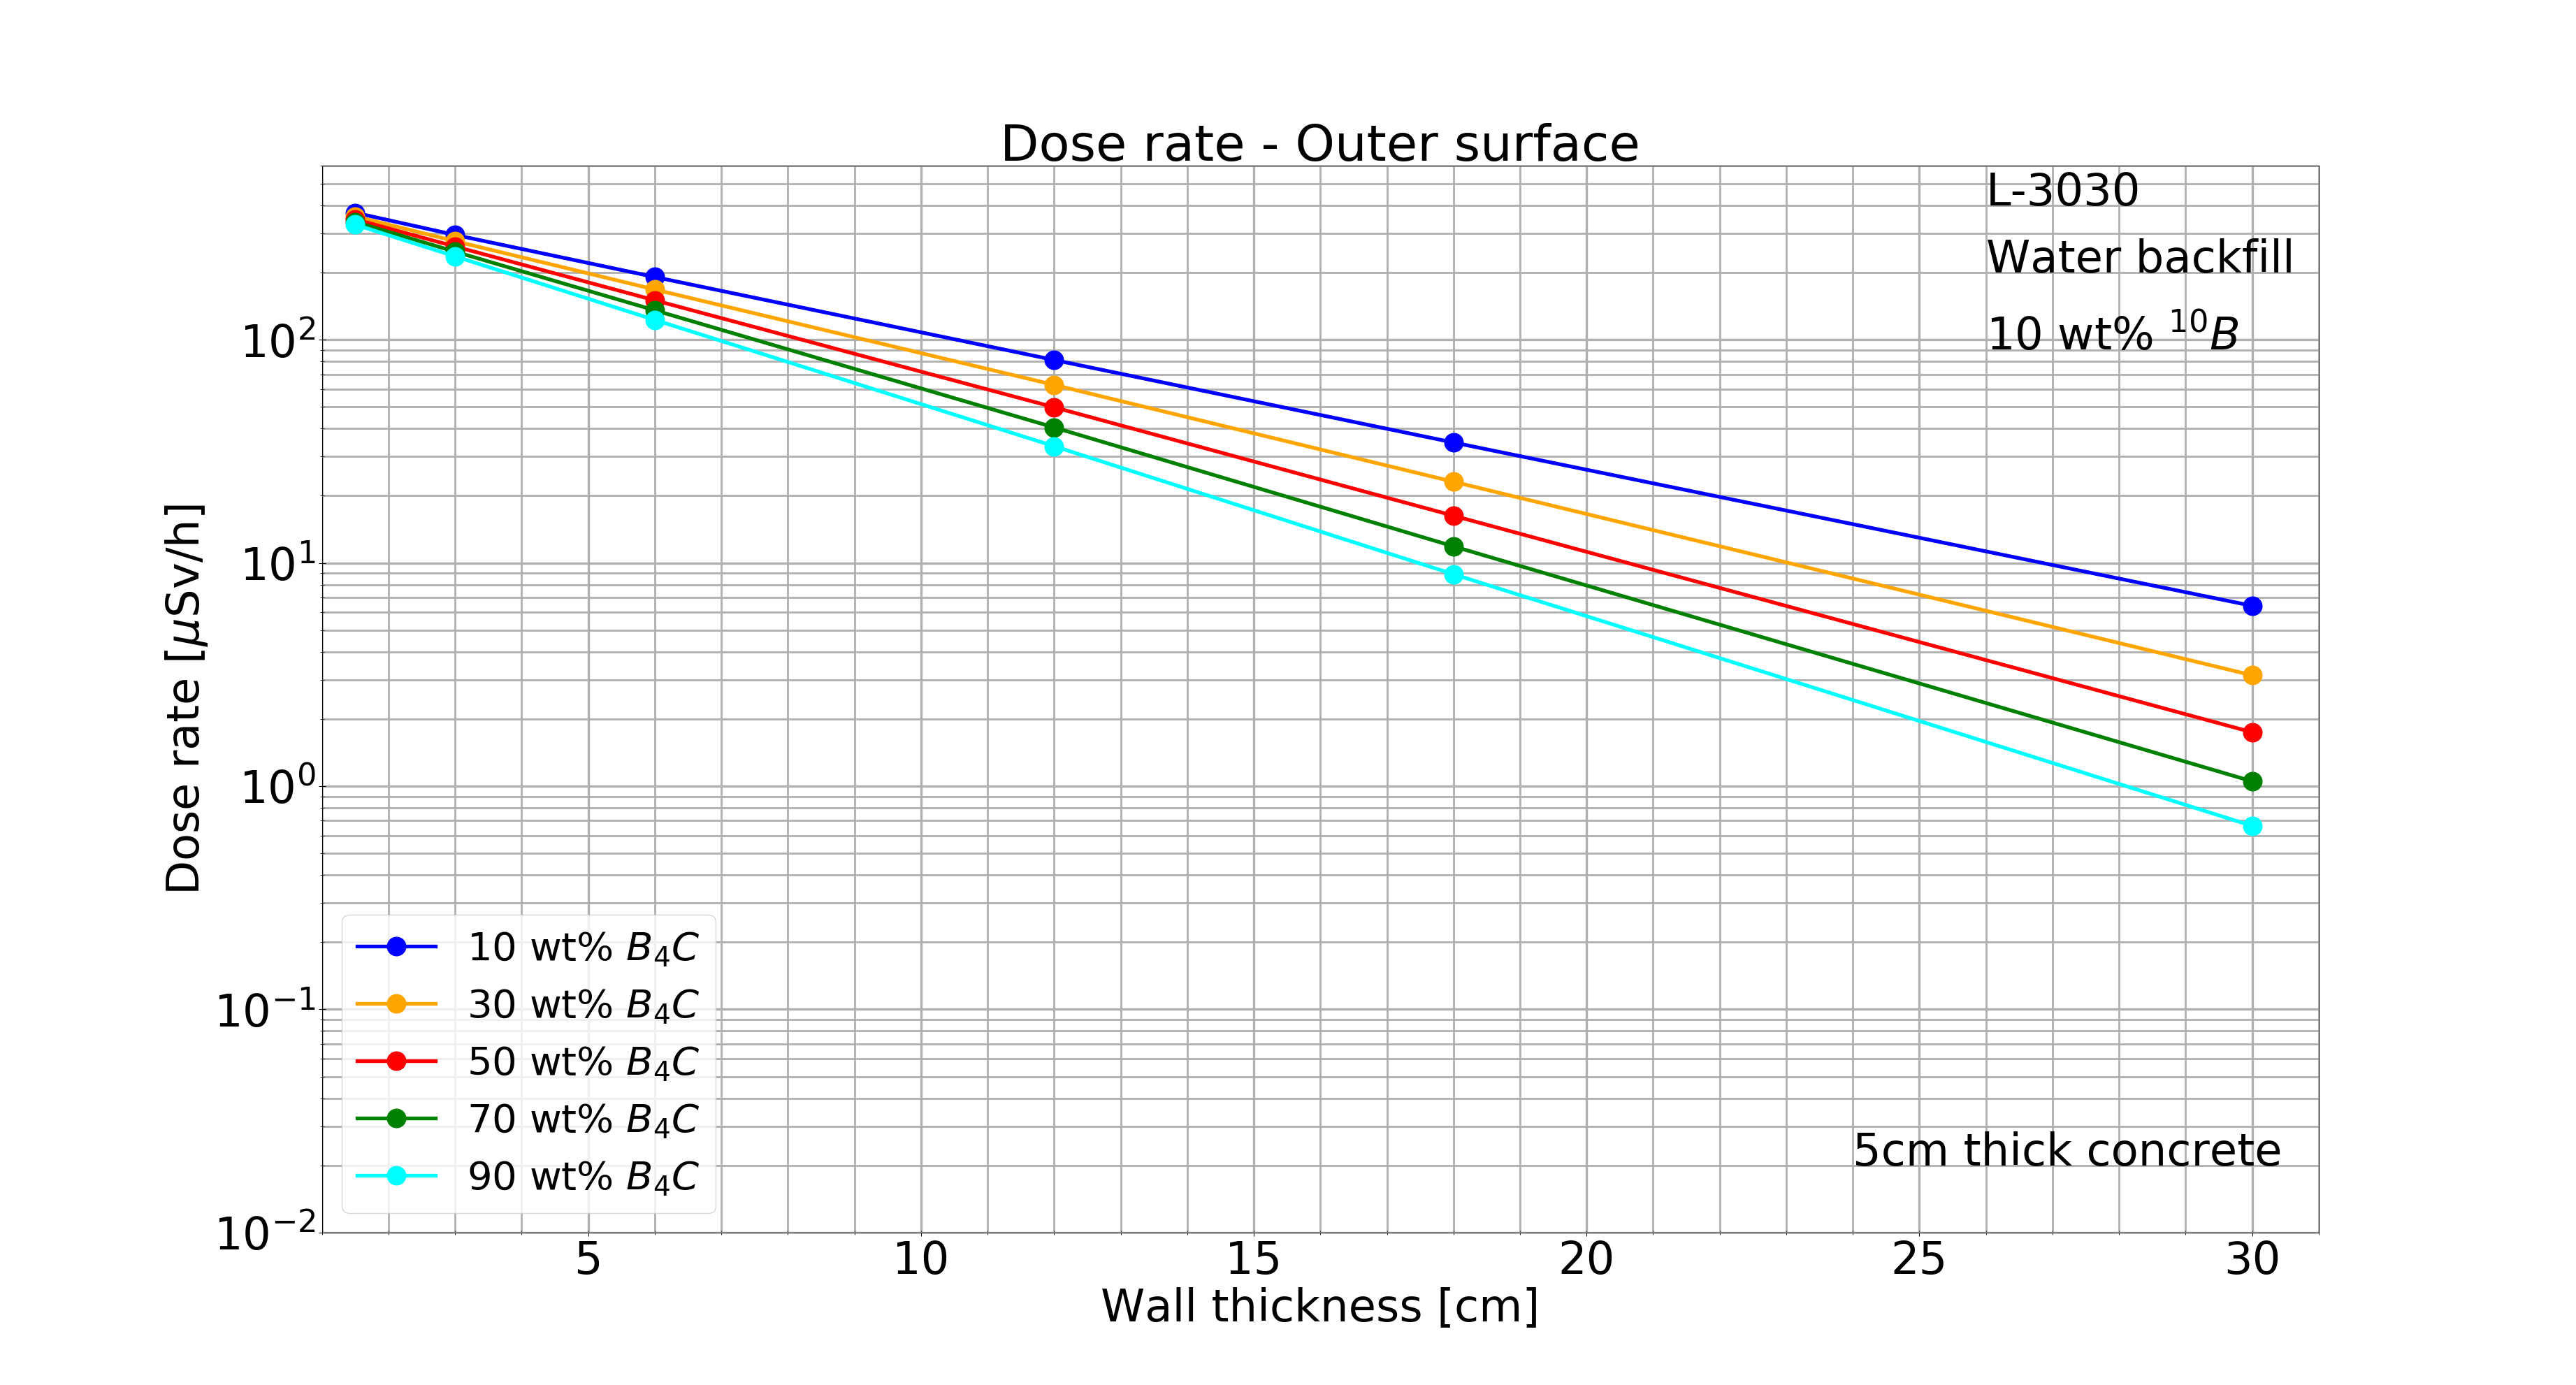 Dose rate - Outer surface
L-3030
Water backfill
10 wt% ¹⁰B
Dose rate [μSv/h]
10²
10¹
10⁰
10⁻¹
10⁻²
10 wt% B₄C
30 wt% B₄C
50 wt% B₄C
70 wt% B₄C
90 wt% B₄C
5cm thick concrete
5 10 15 20 25 30
Wall thickness [cm]